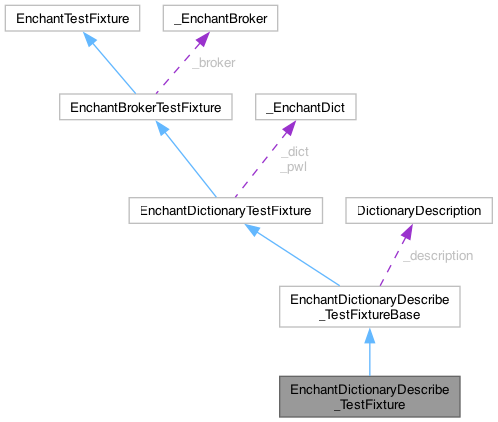 EnchantTestFixture
_EnchantBroker
_broker
EnchantBrokerTestFixture
_EnchantDict
_dict
_pwl
EnchantDictionaryTestFixture
DictionaryDescription
_description
EnchantDictionaryDescribe
_TestFixtureBase
EnchantDictionaryDescribe
_TestFixture